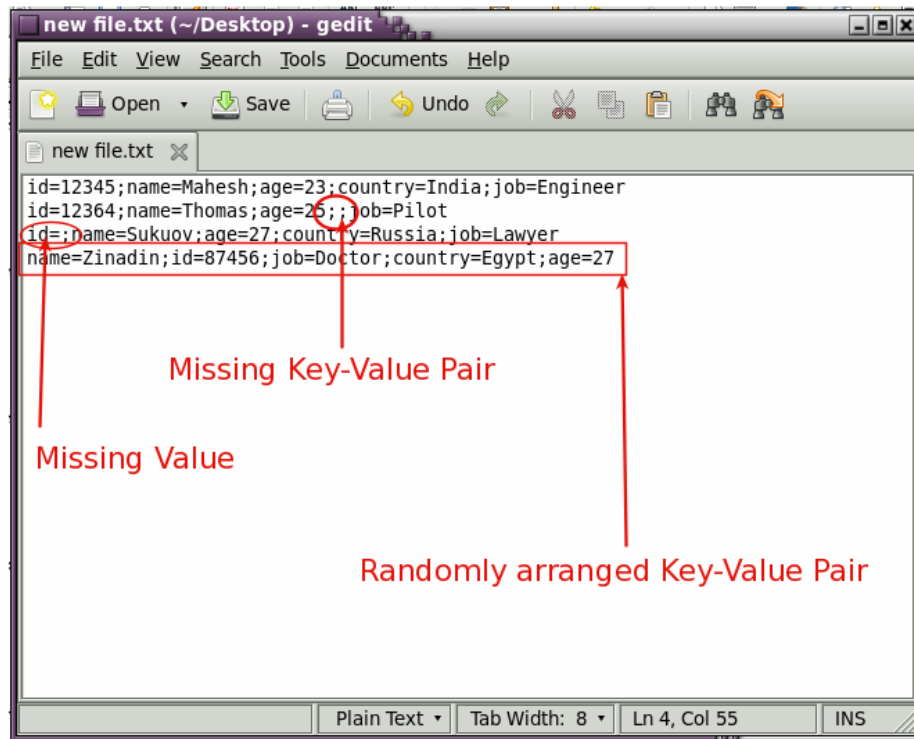 new file.txt (~/Desktop) - gedit
File Edit View Search Tools Documents Help
Open Save Undo
new file.txt
id=12345;name=Mahesh;age=23;country=India;job=Engineer
id=12364;name=Thomas;age=25;;job=Pilot
id=;name=Sukuov;age=27;country=Russia;job=Lawyer
name=Zinadin;id=87456;job=Doctor;country=Egypt;age=27
Missing Key-Value Pair
Missing Value
Randomly arranged Key-Value Pair
Plain Text Tab Width: 8 Ln 4, Col 55 INS